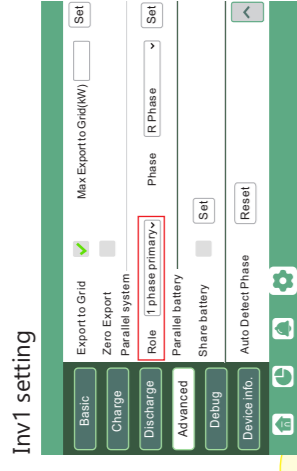 Inv1 setting
Basic
Charge
Discharge
Advanced
Debug
Device info.
Export to Grid
Max Export to Grid(kW)
Set
Zero Export
Parallel system
Role
1 phase primary
Phase
R Phase
Set
Parallel battery
Share battery
Set
Auto Detect Phase
Reset